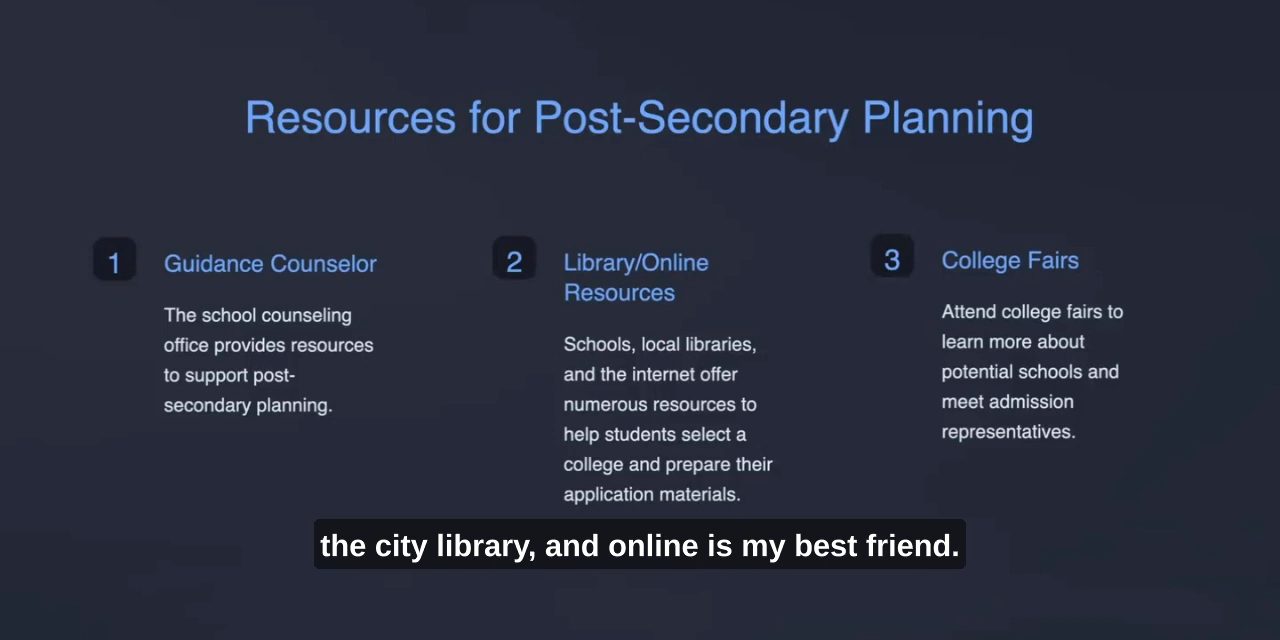 Resources for Post-Secondary Planning
1
Guidance Counselor
The school counseling
office provides resources
to support post-
secondary planning.
2
Library/Online
Resources
Schools, local libraries,
and the internet offer
numerous resources to
help students select a
college and prepare their
application materials.
3
College Fairs
Attend college fairs to
learn more about
potential schools and
meet admission
representatives.
the city library, and online is my best friend.